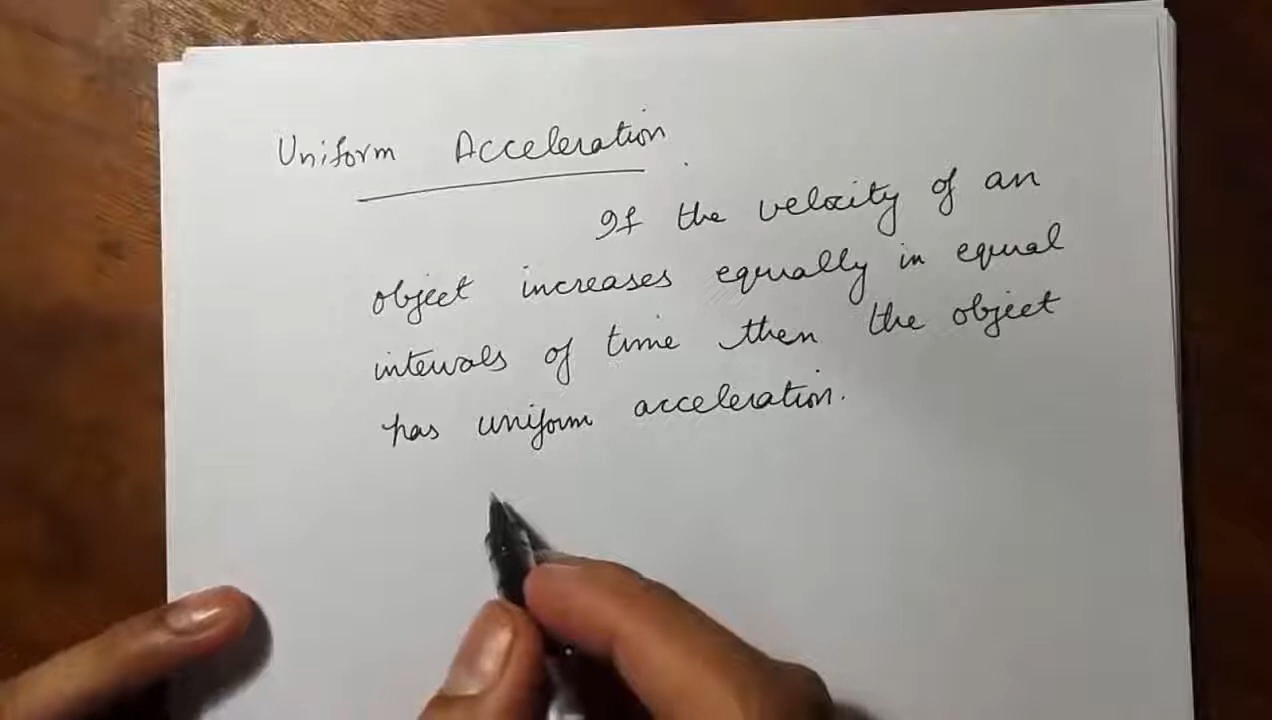 Uniform Acceleration
If the velocity of an
object increases equally in equal
intervals of time then the object
has uniform acceleration.